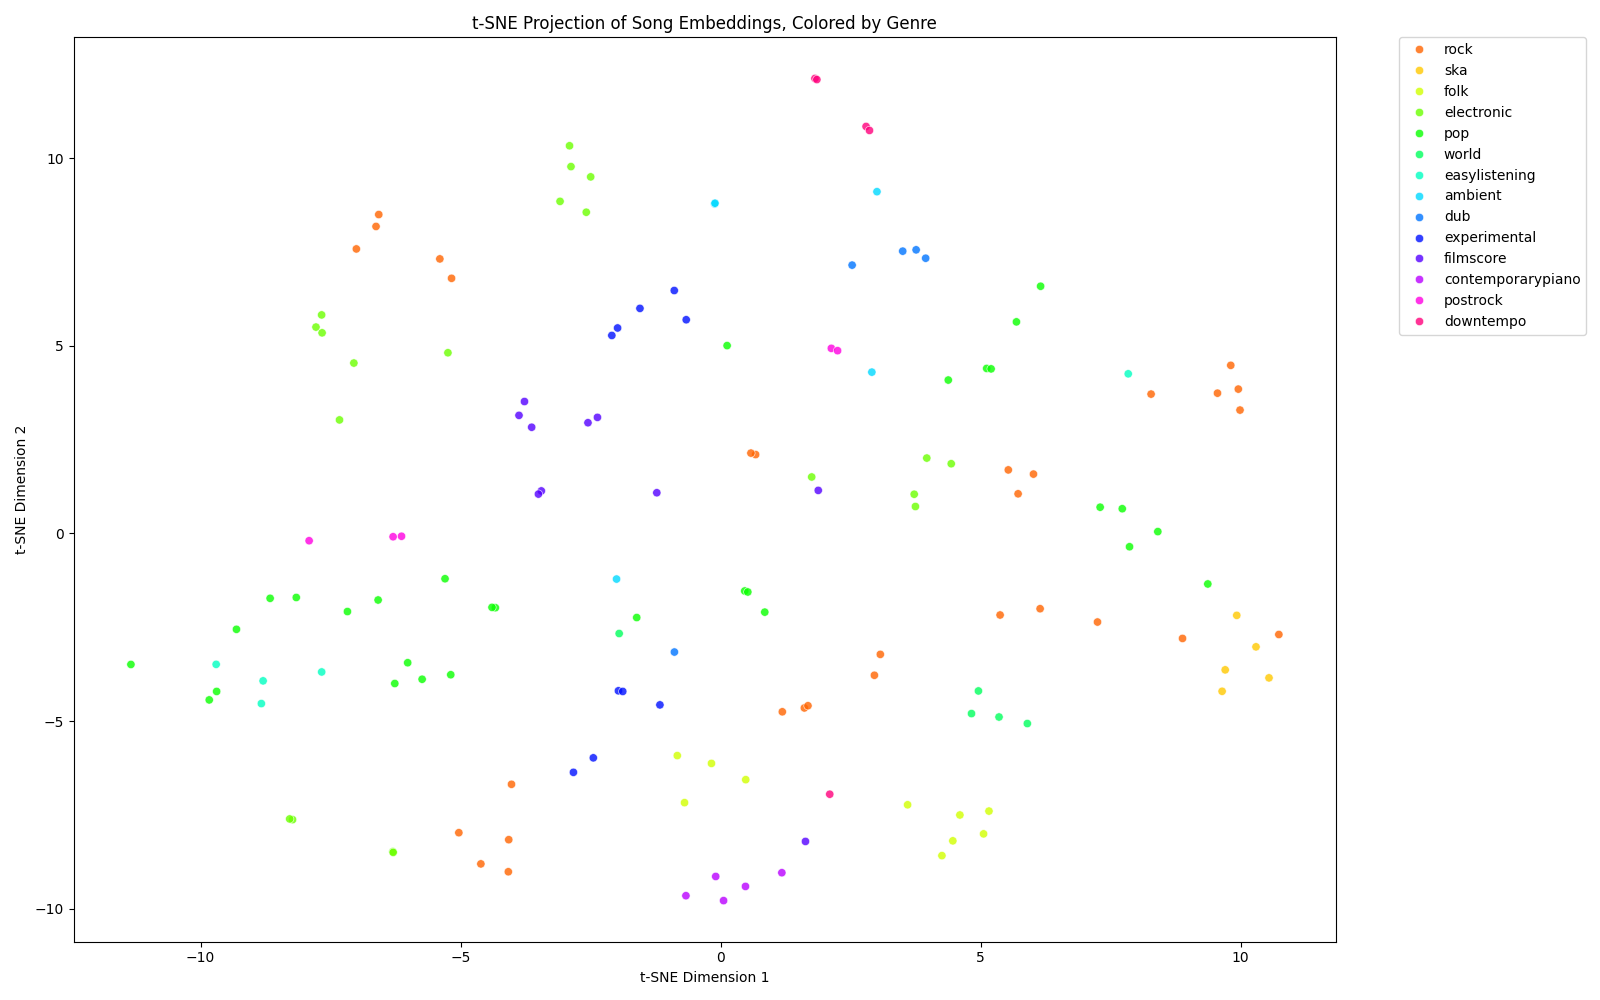 t-SNE Projection of Song Embeddings, Colored by Genre
rock
ska
folk
electronic
pop
world
easylistening
ambient
dub
experimental
filmscore
contemporarypiano
postrock
downtempo
10
5
0
−5
−10
t-SNE Dimension 2
−10
−5
0
5
10
t-SNE Dimension 1